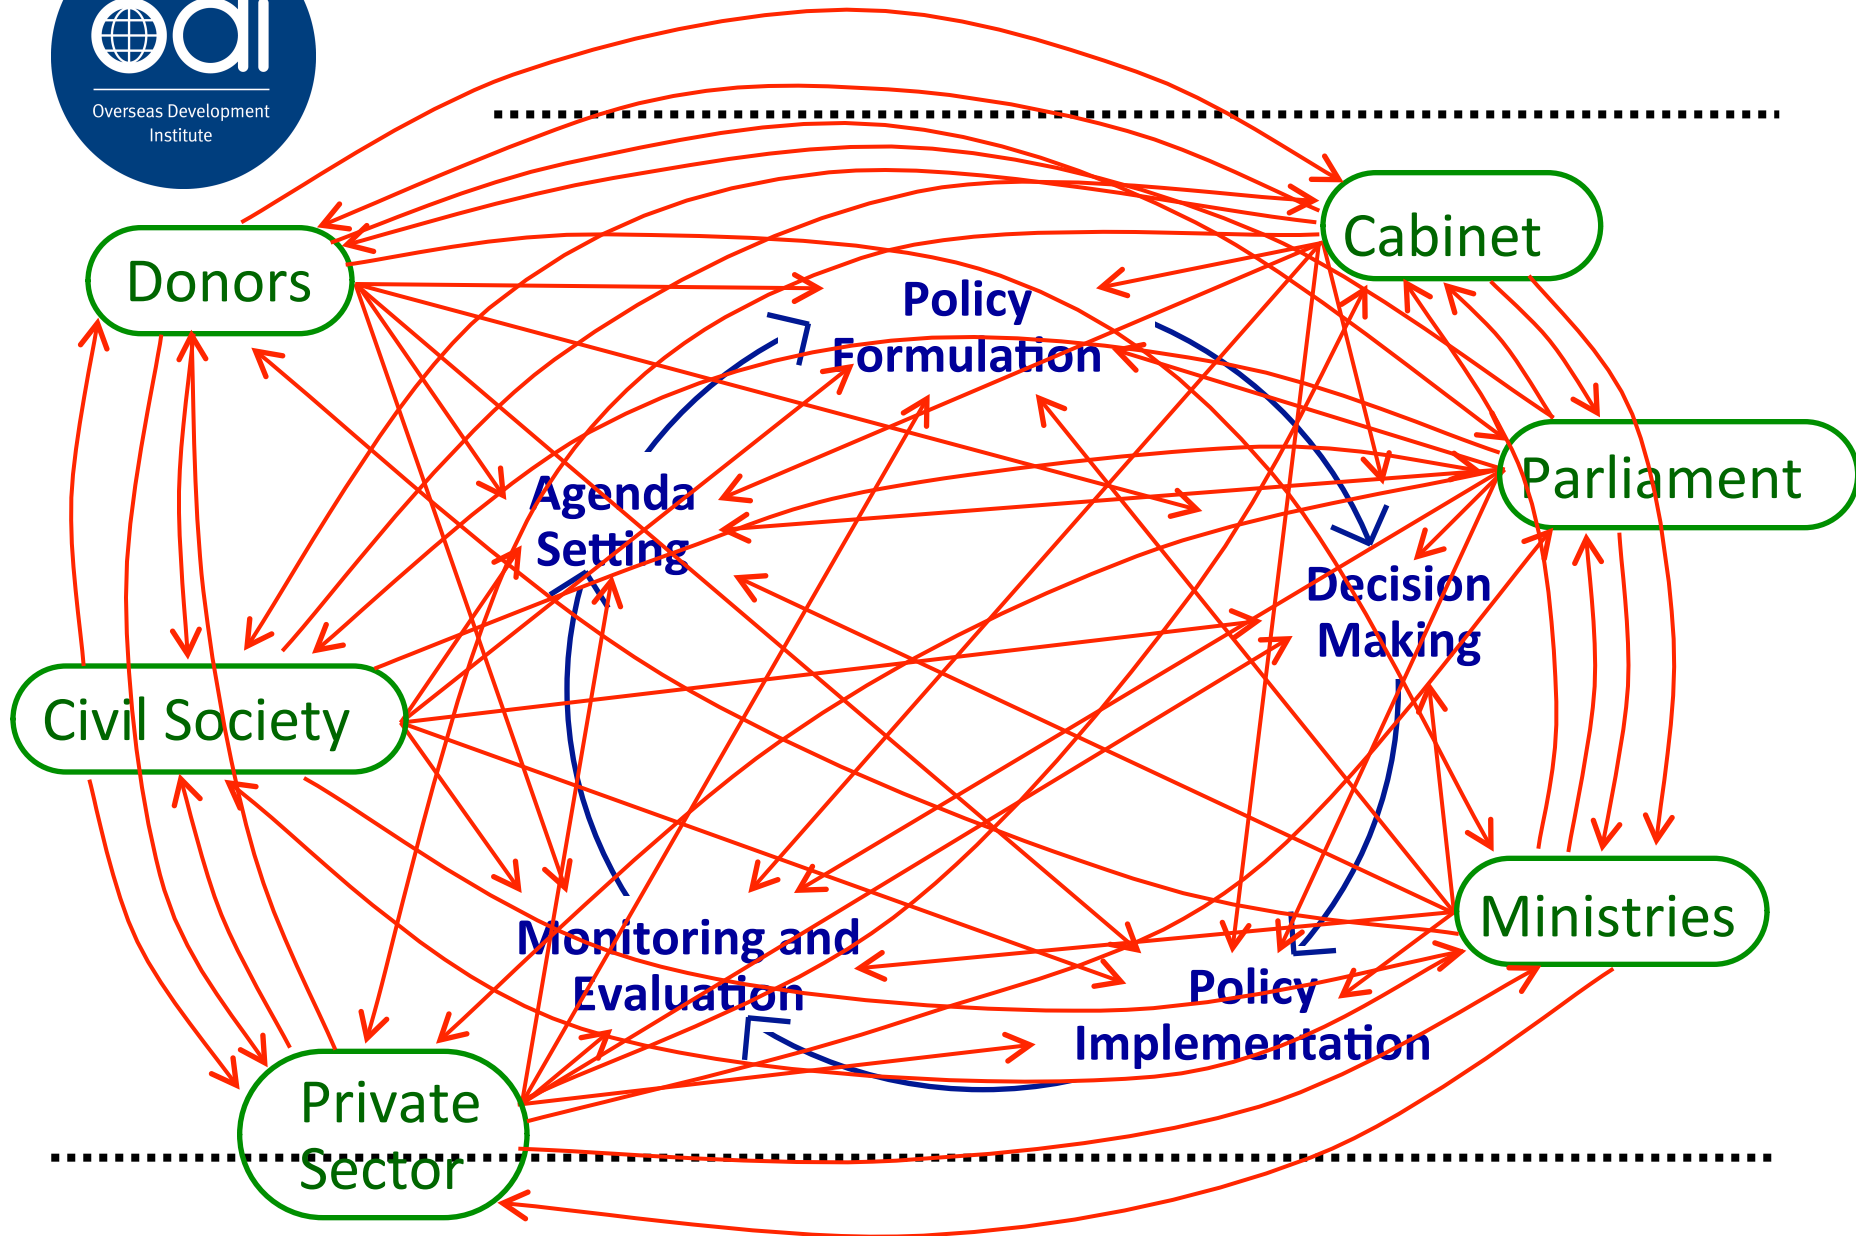 odi
Overseas Development
Institute
Cabinet
Donors
Policy
Formulation
Parliament
Agenda
Setting
Decision
Making
Civil Society
Ministries
Monitoring and
Evaluation
Policy
Implementation
Private
Sector